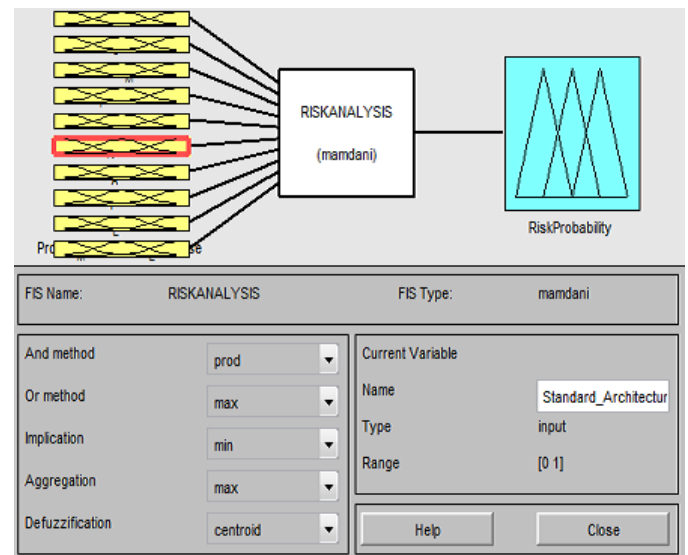 RISKANALYSIS
(mamdani)
RiskProbability
FIS Name: RISKANALYSIS FIS Type: mamdani
And method prod
Or method max
Implication min
Aggregation max
Defuzzification centroid
Current Variable
Name Standard_Architectur
Type input
Range [0 1]
Help Close